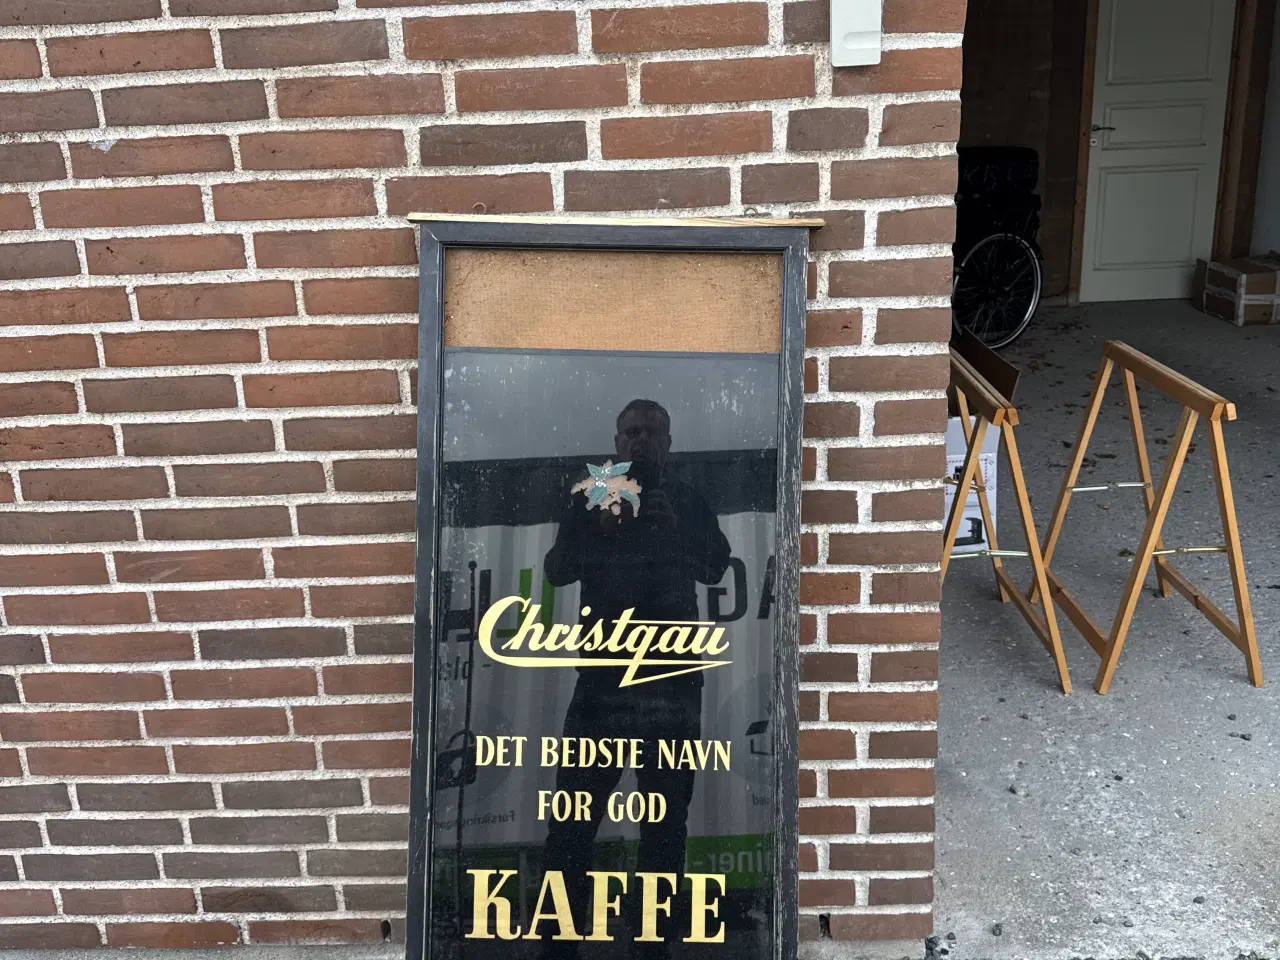 Christgau
DET BEDSTE NAVN
FOR GOD
KAFFE